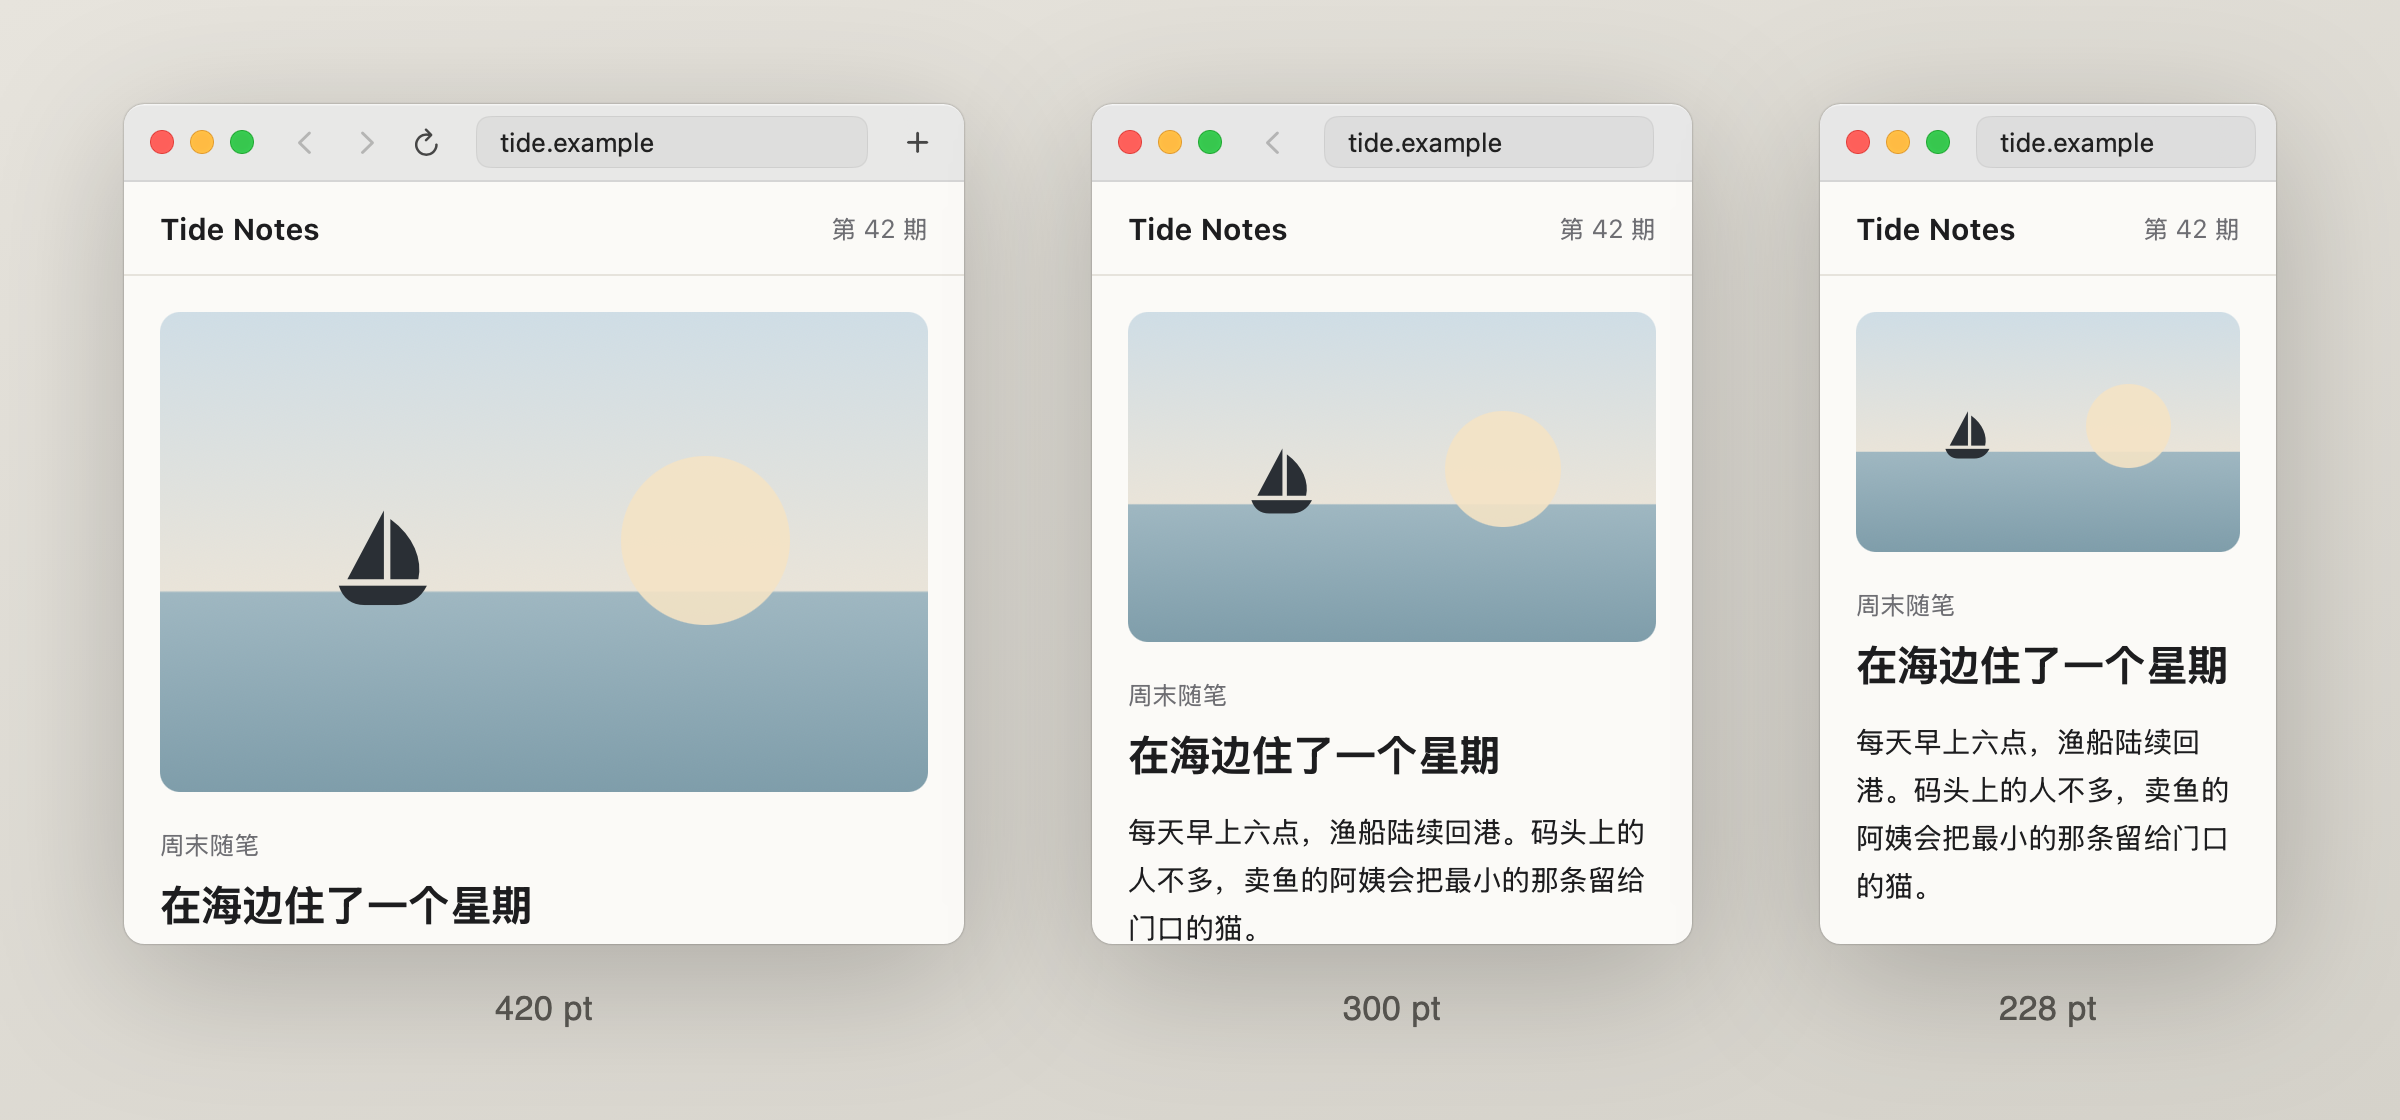 tide.example
Tide Notes
第 42 期
周末随笔
在海边住了一个星期
420 pt
tide.example
Tide Notes
第 42 期
周末随笔
在海边住了一个星期
每天早上六点，渔船陆续回港。码头上的
人不多，卖鱼的阿姨会把最小的那条留给
门口的猫。
300 pt
tide.example
Tide Notes
第 42 期
周末随笔
在海边住了一个星期
每天早上六点，渔船陆续回
港。码头上的人不多，卖鱼的
阿姨会把最小的那条留给门口
的猫。
228 pt